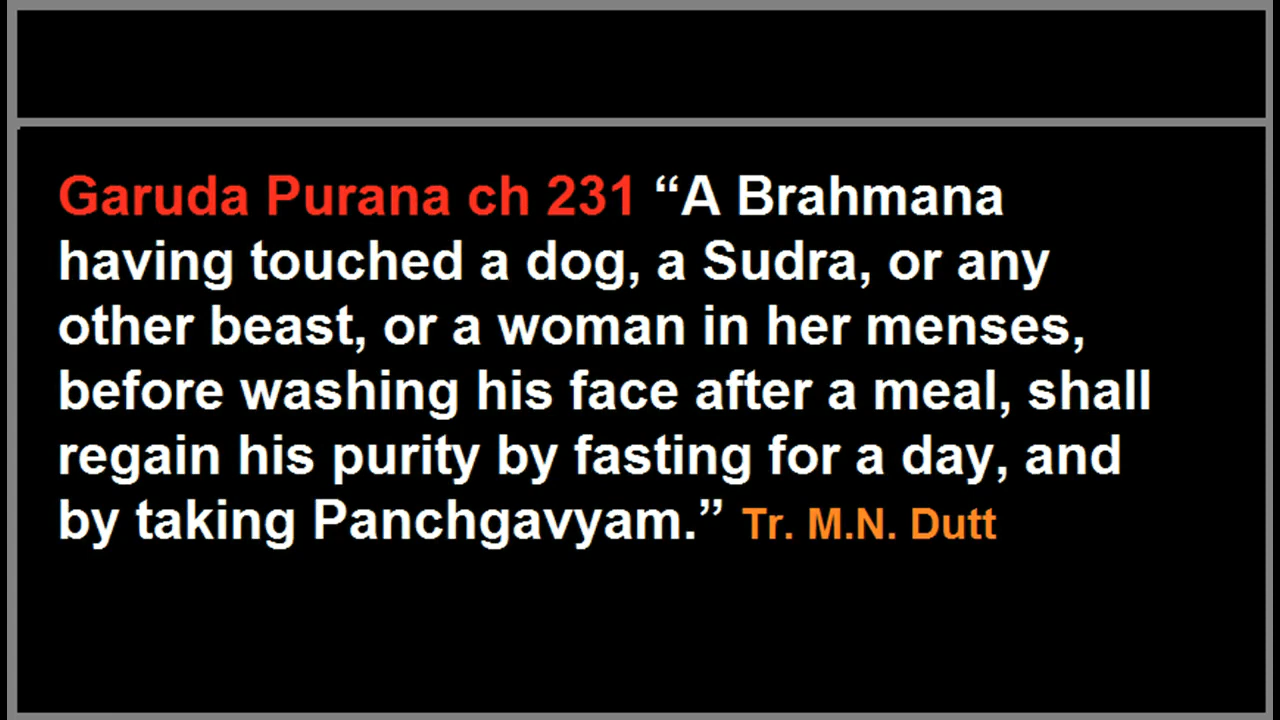 Garuda Purana ch 231 “A Brahmana
having touched a dog, a Sudra, or any
other beast, or a woman in her menses,
before washing his face after a meal, shall
regain his purity by fasting for a day, and
by taking Panchgavyam.” Tr. M.N. Dutt